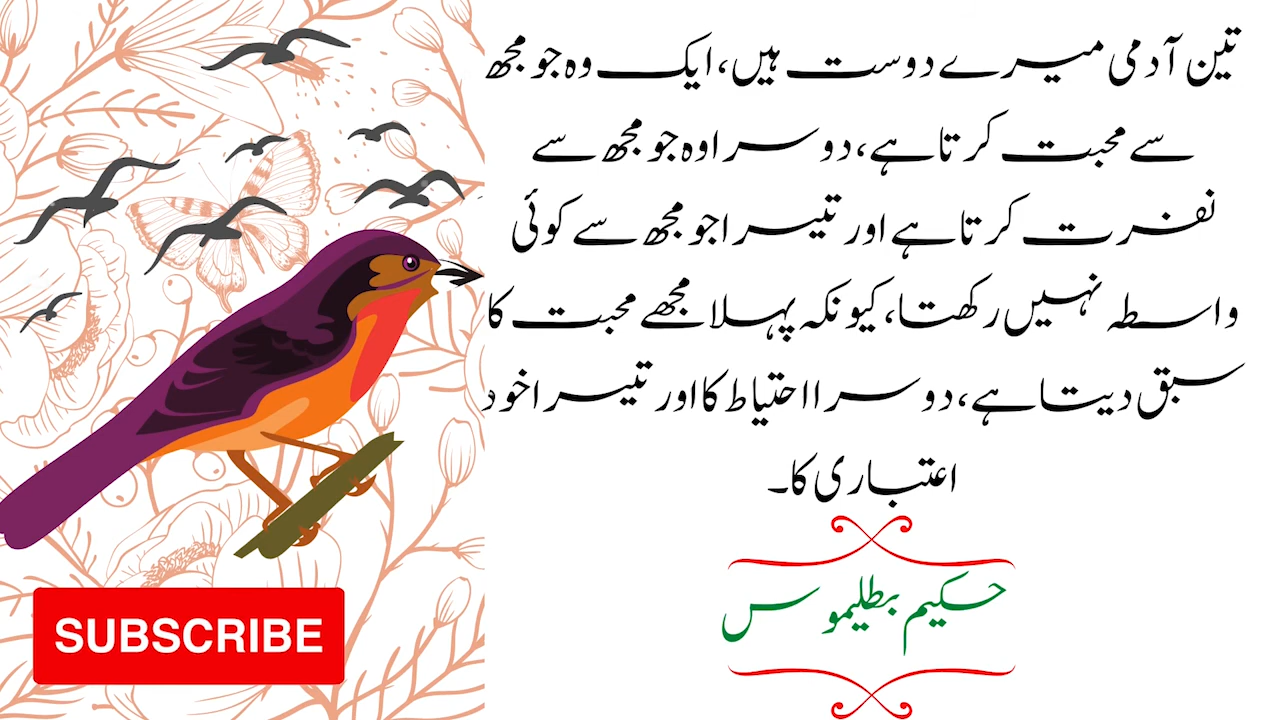 تین آدمی میرے دوست ہیں، ایک وہ جو مجھ
سے محبت کرتا ہے، دوسرا وہ جو مجھ سے
نفرت کرتا ہے اور تیسرا جو مجھ سے کوئی
واسطہ نہیں رکھتا، کیونکہ پہلا مجھے محبت کا
سبق دیتا ہے، دوسرا احتیاط کا اور تیسرا خود
اعتباری کا۔
حکیم بطلیموس
SUBSCRIBE